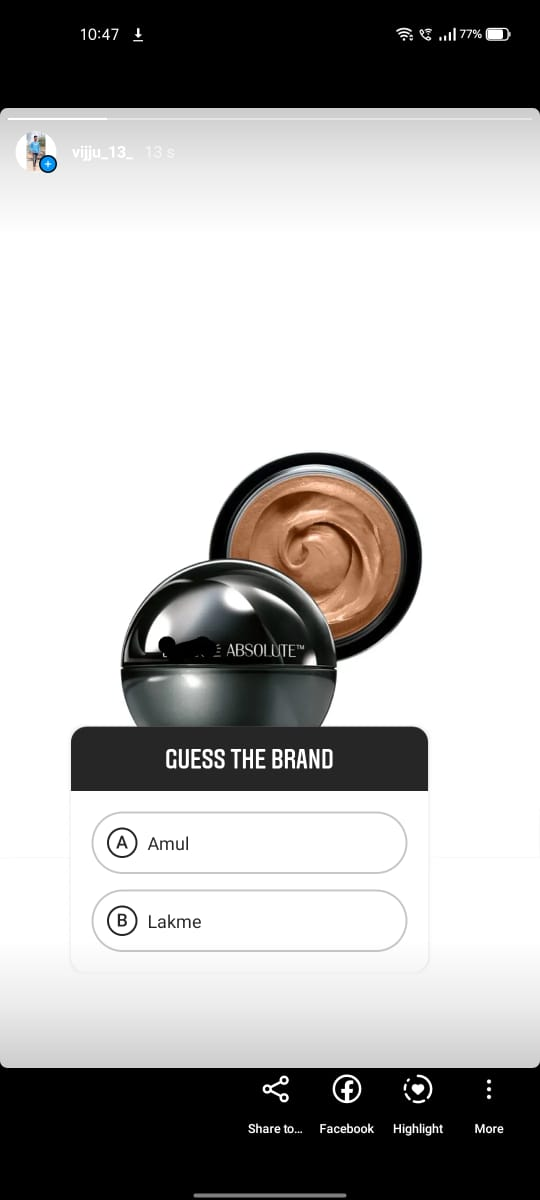 10:47
77%
vijju_13_ 13 s
ABSOLUTE™
GUESS THE BRAND
A Amul
B Lakme
Share to... Facebook Highlight More